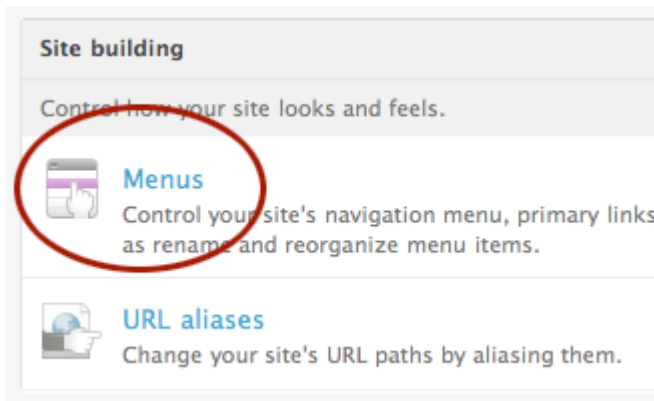 Site building
Control how your site looks and feels.
Menus
Control your site's navigation menu, primary links
as rename and reorganize menu items.
URL aliases
Change your site's URL paths by aliasing them.